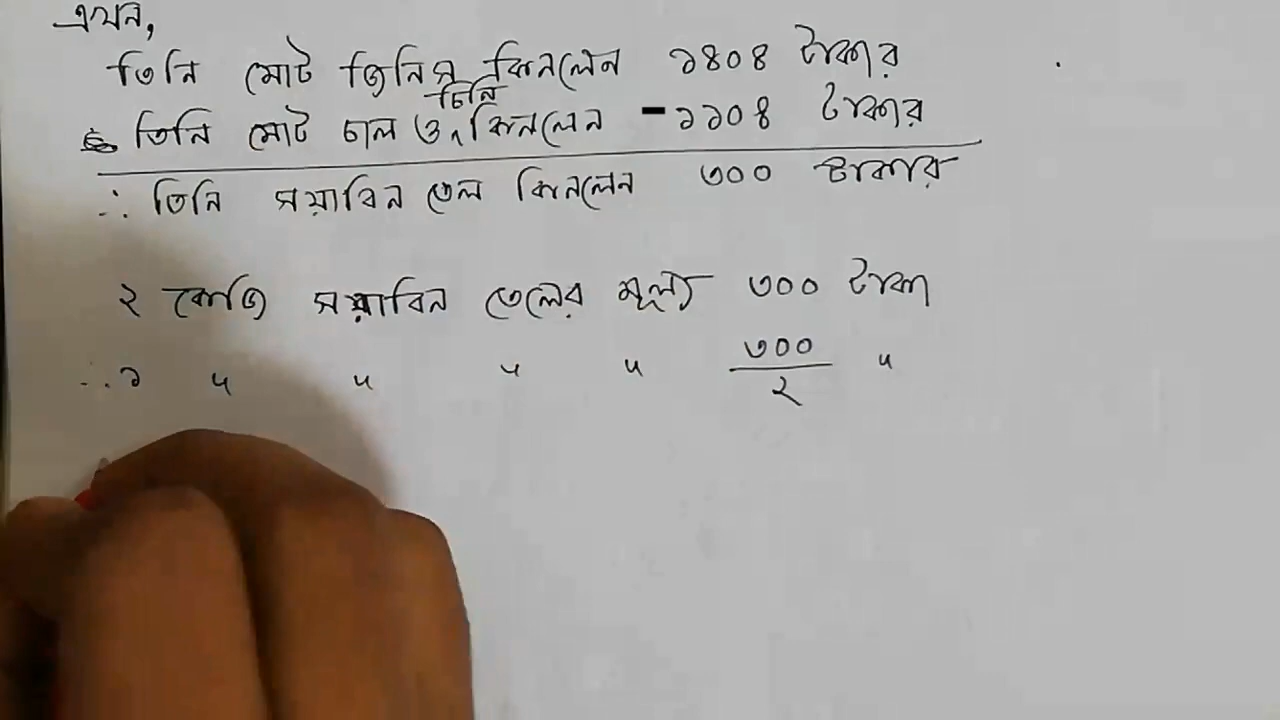 এখন,
তিনি মোট জিনিস কিনলেন ১৪০৪ টাকার
তিনি মোট চাল ও চিনি কিনলেন -১১০৪ টাকার
∴ তিনি সয়াবিন তেল কিনলেন ৩০০ টাকার
২ কেজি সয়াবিন তেলের মূল্য ৩০০ টাকা
∴ ১ " " " " ৩০০/২ "